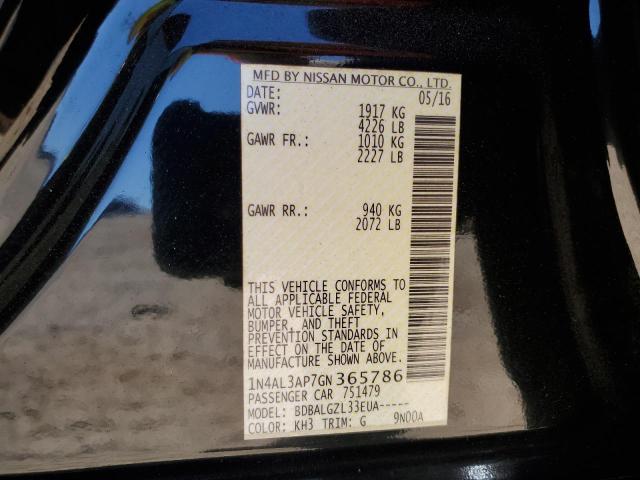 MFD BY NISSAN MOTOR CO., LTD.
DATE: 05/16
GVWR: 1917 KG
4226 LB
GAWR FR.: 1010 KG
2227 LB
GAWR RR.: 940 KG
2072 LB
THIS VEHICLE CONFORMS TO
ALL APPLICABLE FEDERAL
MOTOR VEHICLE SAFETY,
BUMPER, AND THEFT
PREVENTION STANDARDS IN
EFFECT ON THE DATE OF
MANUFACTURE SHOWN ABOVE.
1N4AL3AP7GN365786
PASSENGER CAR 751479
MODEL: BDBALGZL33EUA-----
COLOR: KH3 TRIM: G 9N00A